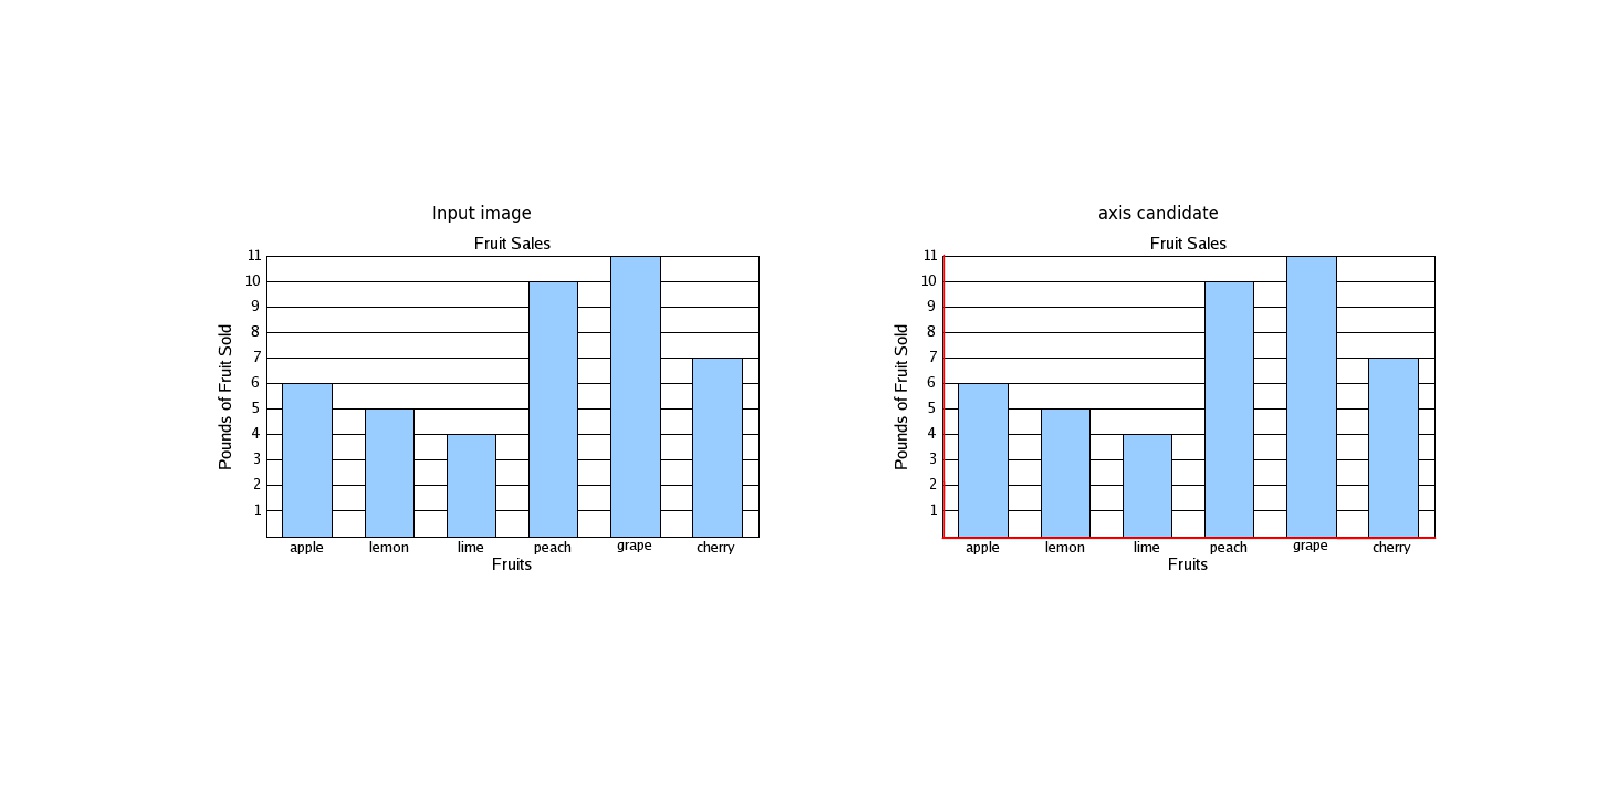 Input image
Fruit Sales
11
10
9
8
7
6
5
4
3
2
1
Pounds of Fruit Sold
apple lemon lime peach grape cherry
Fruits
axis candidate
Fruit Sales
11
10
9
8
7
6
5
4
3
2
1
Pounds of Fruit Sold
apple lemon lime peach grape cherry
Fruits